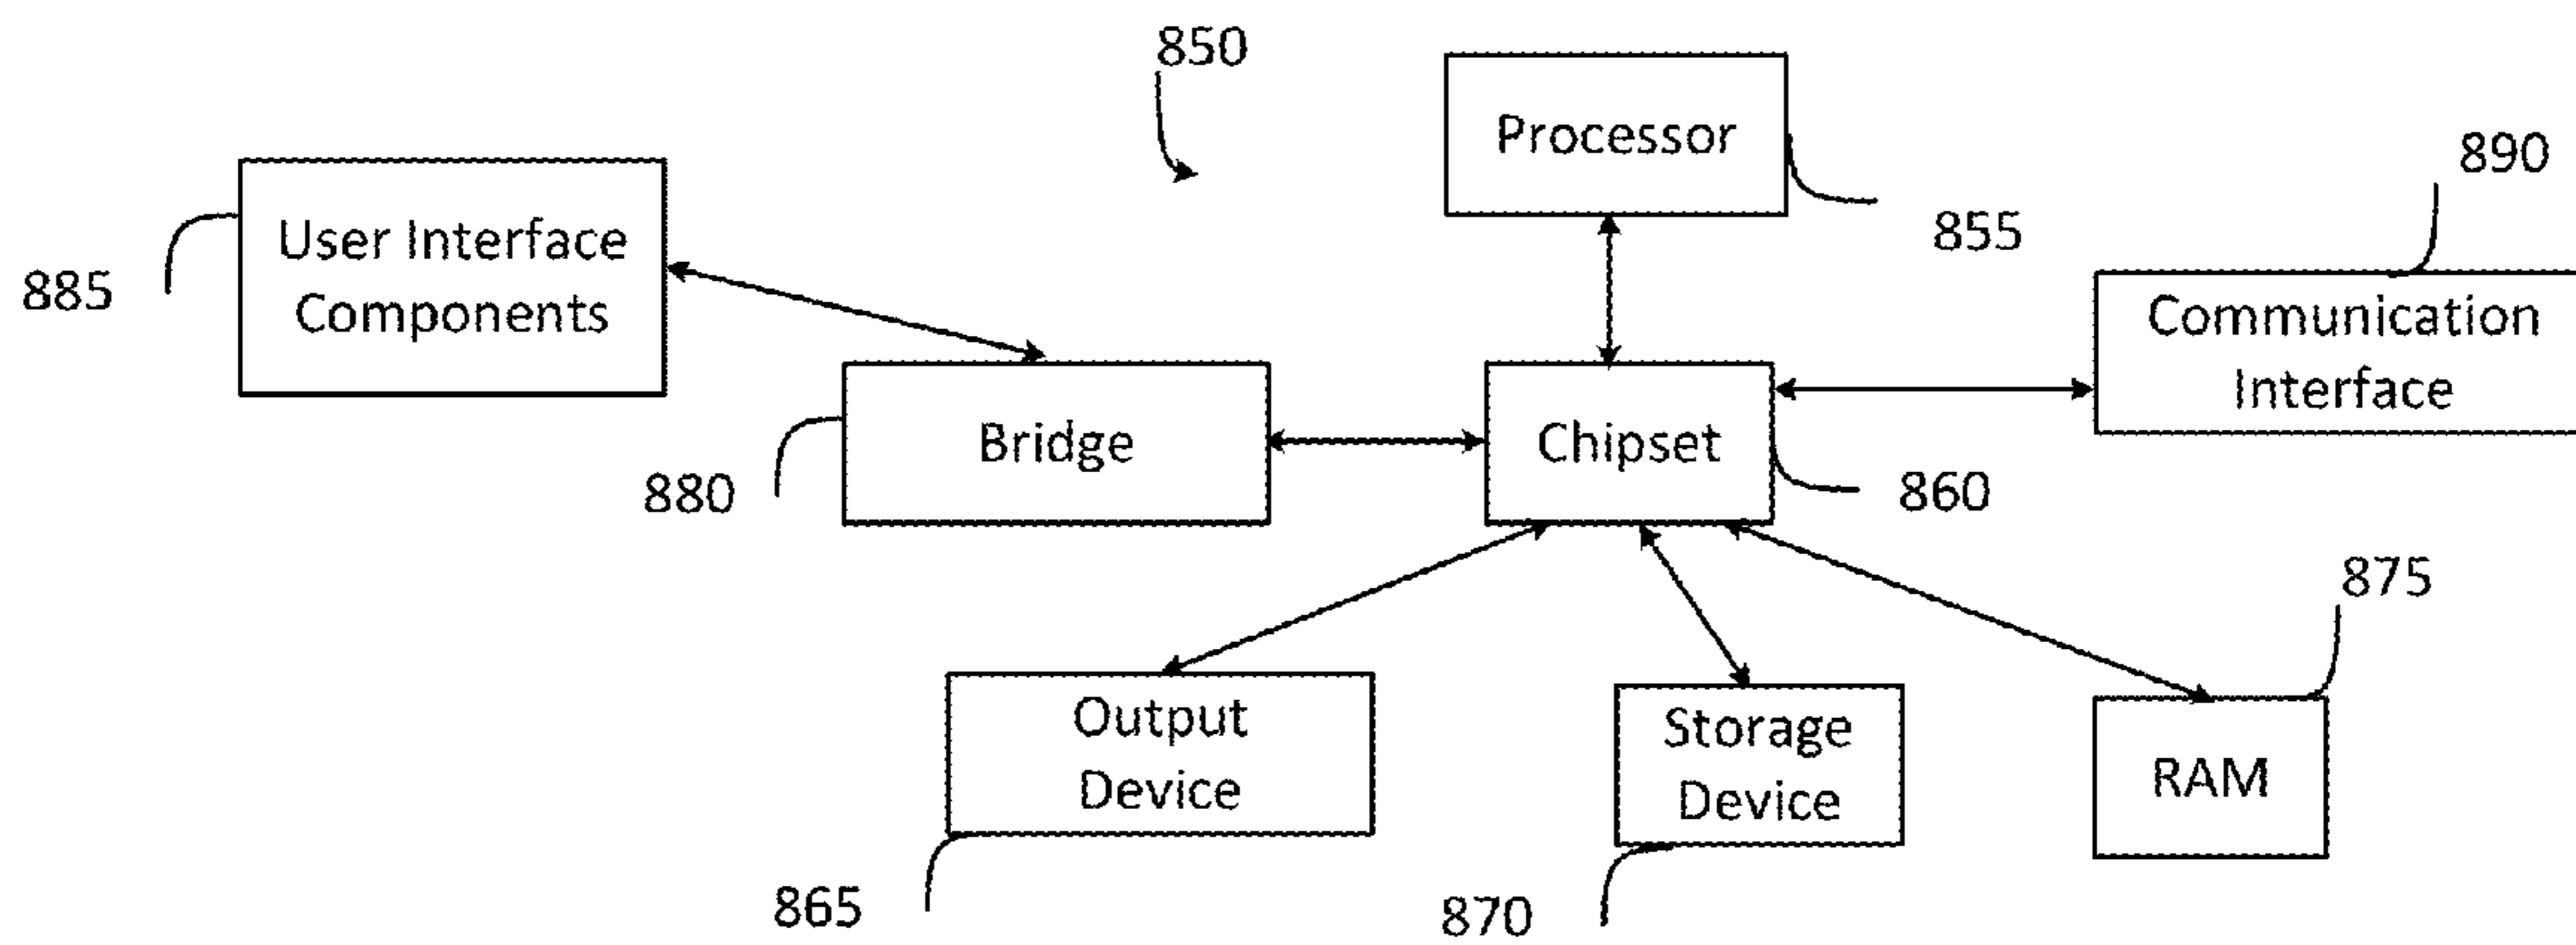 850
Processor
890
855
User Interface
Components
885
Communication
Interface
Bridge
Chipset
880
860
875
Output
Device
Storage
Device
RAM
865
870